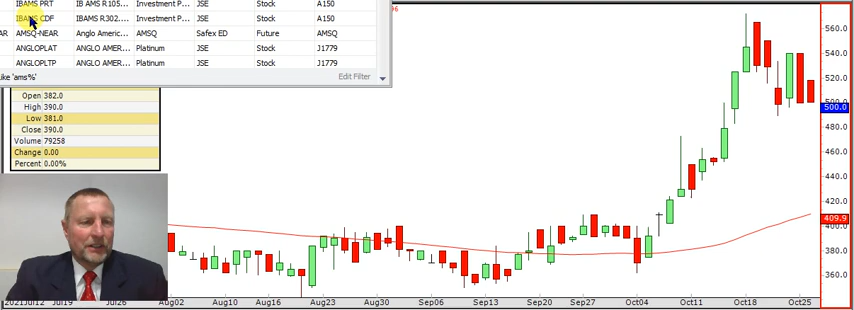 IBAMS PRT IB AMS R105... Investment P... JSE Stock A150
IBAMS CDF IBAMS R302... Investment P... JSE Stock A150
AR AMSQ-NEAR Anglo Americ... AMSQ Safex ED Future AMSQ
ANGLOPLAT ANGLO AMER... Platinum JSE Stock J1779
ANGLOPLTP ANGLO AMER... Platinum JSE Stock J1779
ike 'ams%' Edit Filter
Open 382.0
High 390.0
Low 381.0
Close 390.0
Volume 79258
Change 0.00
Percent 0.00%
560.0
540.0
520.0
500.0
480.0
460.0
440.0
420.0
409.9
400.0
380.0
360.0
2021Jul12 Jul19 Jul26 Aug02 Aug10 Aug16 Aug23 Aug30 Sep06 Sep13 Sep20 Sep27 Oct04 Oct11 Oct18 Oct25